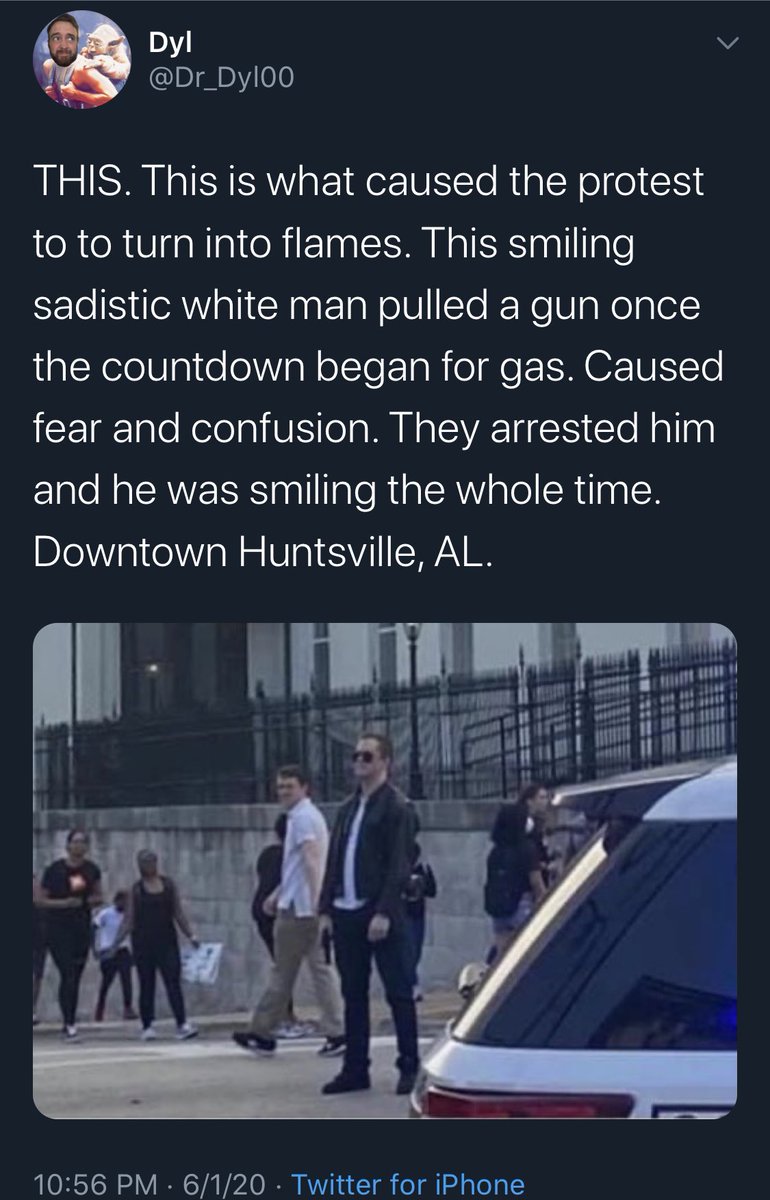 Dyl
@Dr_Dyl00
THIS. This is what caused the protest
to to turn into flames. This smiling
sadistic white man pulled a gun once
the countdown began for gas. Caused
fear and confusion. They arrested him
and he was smiling the whole time.
Downtown Huntsville, AL.
10:56 PM · 6/1/20 · Twitter for iPhone